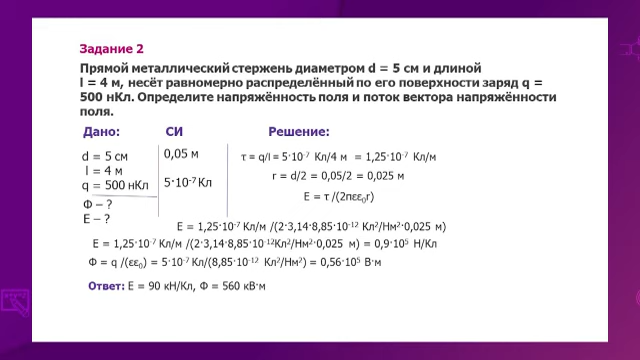 Задание 2
Прямой металлический стержень диаметром d = 5 см и длиной
l = 4 м, несёт равномерно распределённый по его поверхности заряд q =
500 нКл. Определите напряжённость поля и поток вектора напряжённости
поля.
Дано: СИ Решение:
d = 5 см 0,05 м τ = q/l = 5·10⁻⁷ Кл/4 м = 1,25·10⁻⁷ Кл/м
l = 4 м r = d/2 = 0,05/2 = 0,025 м
q = 500 нКл 5·10⁻⁷ Кл
Ф – ? E = τ /(2πεε₀r)
E – ?
E = 1,25·10⁻⁷ Кл/м /(2·3,14·8,85·10⁻¹² Кл²/Нм²·0,025 м)
E = 1,25·10⁻⁷ Кл/м /(2·3,14·8,85·10⁻¹²Кл²/Нм²·0,025 м) = 0,9·10⁵ Н/Кл
Ф = q /(εε₀) = 5·10⁻⁷ Кл/(8,85·10⁻¹² Кл²/Нм²) = 0,56·10⁵ В·м
Ответ: E = 90 кН/Кл, Ф = 560 кВ·м